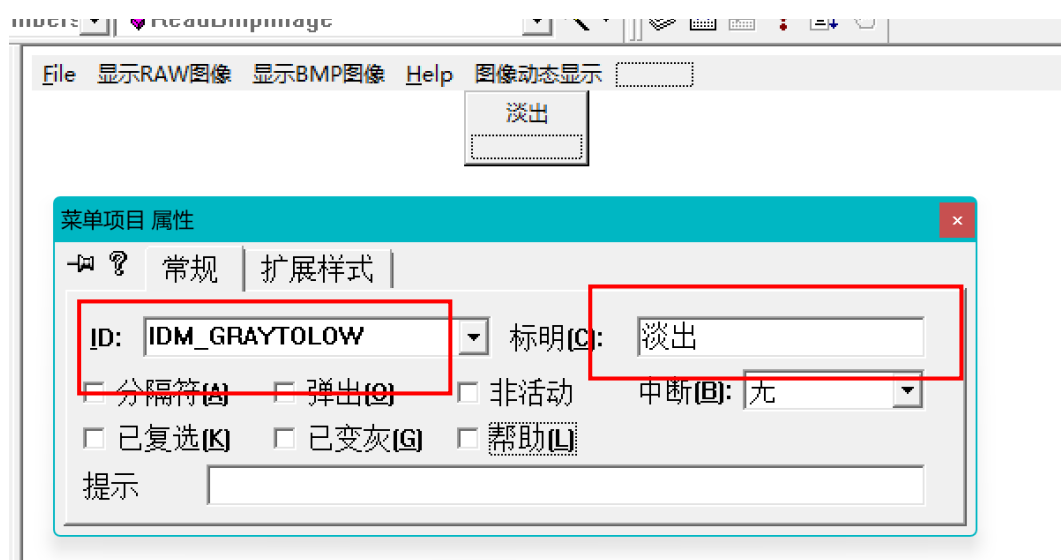 ReadBmpImage
File 显示RAW图像 显示BMP图像 Help 图像动态显示
淡出
菜单项目 属性
常规 扩展样式
ID: IDM_GRAYTOLOW 标明(C): 淡出
分隔符(A) 弹出(O) 非活动 中断(B): 无
已复选(K) 已变灰(G) 帮助(L)
提示